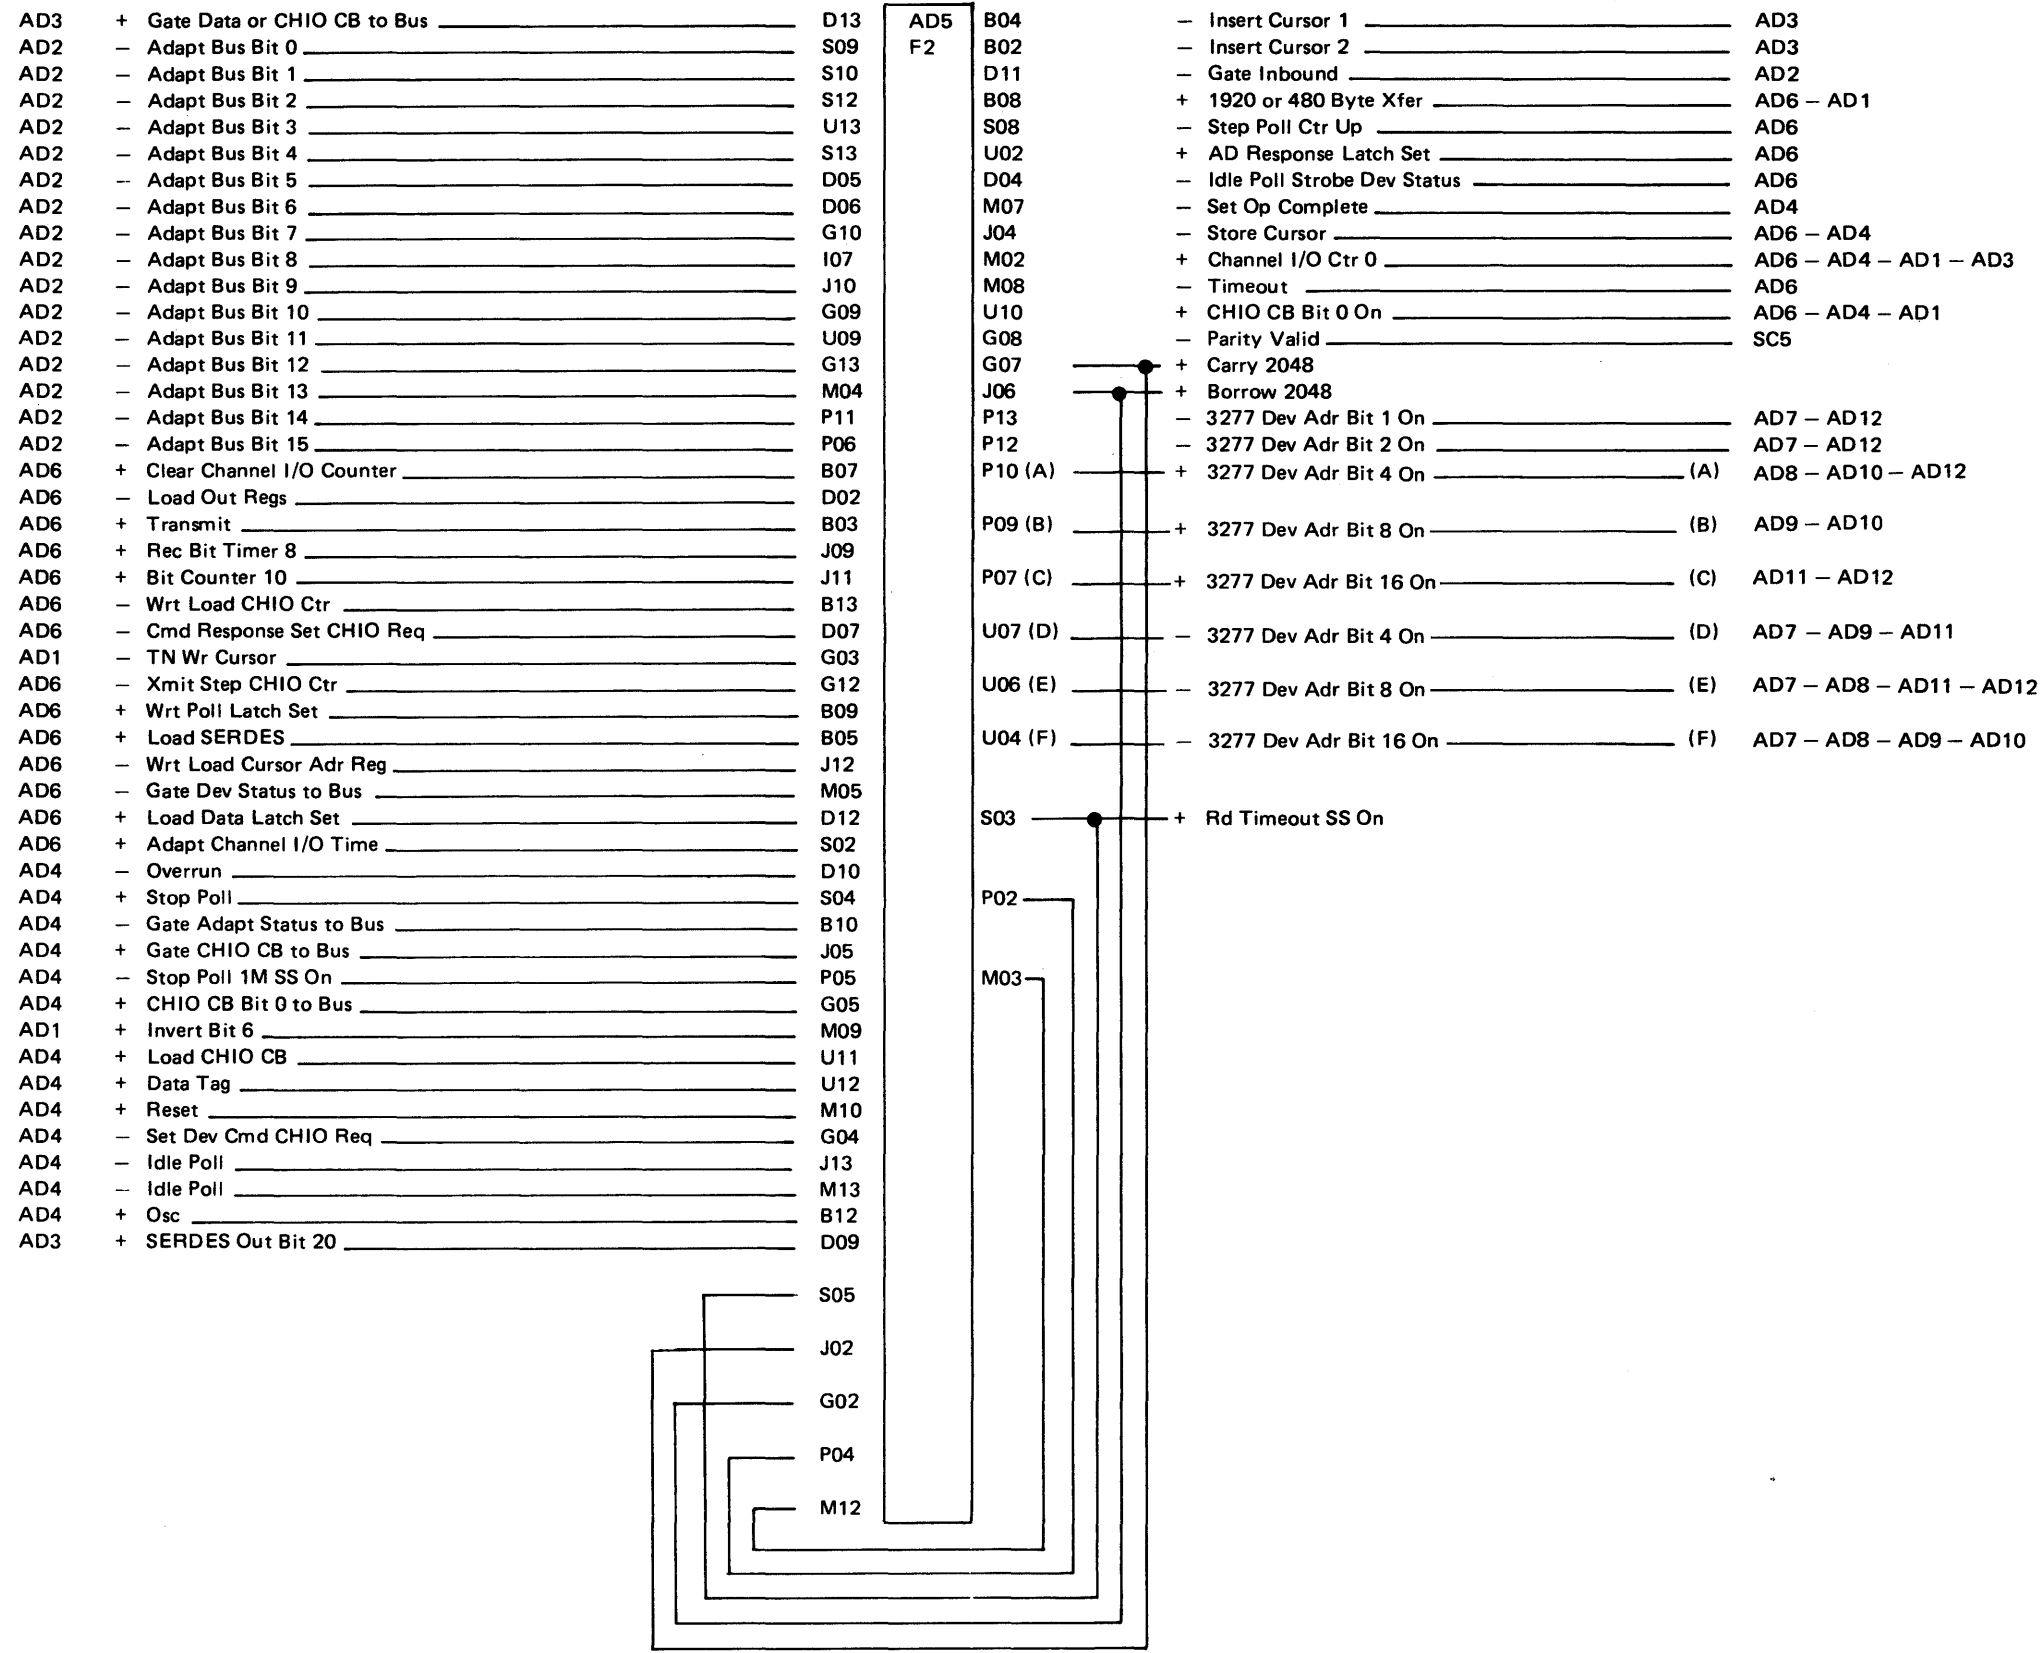 AD3 + Gate Data or CHIO CB to Bus D13 AD5 B04 — Insert Cursor 1 AD3
AD2 — Adapt Bus Bit 0 S09 F2 B02 — Insert Cursor 2 AD3
AD2 — Adapt Bus Bit 1 S10 D11 — Gate Inbound AD2
AD2 — Adapt Bus Bit 2 S12 B08 + 1920 or 480 Byte Xfer AD6 — AD1
AD2 — Adapt Bus Bit 3 U13 S08 — Step Poll Ctr Up AD6
AD2 — Adapt Bus Bit 4 S13 U02 + AD Response Latch Set AD6
AD2 — Adapt Bus Bit 5 D05 D04 — Idle Poll Strobe Dev Status AD6
AD2 — Adapt Bus Bit 6 D06 M07 — Set Op Complete AD4
AD2 — Adapt Bus Bit 7 G10 J04 — Store Cursor AD6 — AD4
AD2 — Adapt Bus Bit 8 I07 M02 + Channel I/O Ctr 0 AD6 — AD4 — AD1 — AD3
AD2 — Adapt Bus Bit 9 J10 M08 — Timeout AD6
AD2 — Adapt Bus Bit 10 G09 U10 + CHIO CB Bit 0 On AD6 — AD4 — AD1
AD2 — Adapt Bus Bit 11 U09 G08 — Parity Valid SC5
AD2 — Adapt Bus Bit 12 G13 G07 + Carry 2048
AD2 — Adapt Bus Bit 13 M04 J06 + Borrow 2048
AD2 — Adapt Bus Bit 14 P11 P13 — 3277 Dev Adr Bit 1 On AD7 — AD12
AD2 — Adapt Bus Bit 15 P06 P12 — 3277 Dev Adr Bit 2 On AD7 — AD12
AD6 + Clear Channel I/O Counter B07 P10 (A) + 3277 Dev Adr Bit 4 On (A) AD8 — AD10 — AD12
AD6 — Load Out Regs D02
AD6 + Transmit B03 P09 (B) + 3277 Dev Adr Bit 8 On (B) AD9 — AD10
AD6 + Rec Bit Timer 8 J09
AD6 + Bit Counter 10 J11 P07 (C) + 3277 Dev Adr Bit 16 On (C) AD11 — AD12
AD6 — Wrt Load CHIO Ctr B13
AD6 — Cmd Response Set CHIO Req D07 U07 (D) — 3277 Dev Adr Bit 4 On (D) AD7 — AD9 — AD11
AD1 — TN Wr Cursor G03
AD6 — Xmit Step CHIO Ctr G12 U06 (E) — 3277 Dev Adr Bit 8 On (E) AD7 — AD8 — AD11 — AD12
AD6 + Wrt Poll Latch Set B09
AD6 + Load SERDES B05 U04 (F) — 3277 Dev Adr Bit 16 On (F) AD7 — AD8 — AD9 — AD10
AD6 — Wrt Load Cursor Adr Reg J12
AD6 — Gate Dev Status to Bus M05
AD6 + Load Data Latch Set D12 S03 + Rd Timeout SS On
AD6 + Adapt Channel I/O Time S02
AD4 — Overrun D10
AD4 + Stop Poll S04 P02
AD4 — Gate Adapt Status to Bus B10
AD4 + Gate CHIO CB to Bus J05
AD4 — Stop Poll 1M SS On P05 M03
AD4 + CHIO CB Bit 0 to Bus G05
AD1 + Invert Bit 6 M09
AD4 + Load CHIO CB U11
AD4 + Data Tag U12
AD4 + Reset M10
AD4 — Set Dev Cmd CHIO Req G04
AD4 — Idle Poll J13
AD4 — Idle Poll M13
AD4 + Osc B12
AD3 + SERDES Out Bit 20 D09
S05
J02
G02
P04
M12